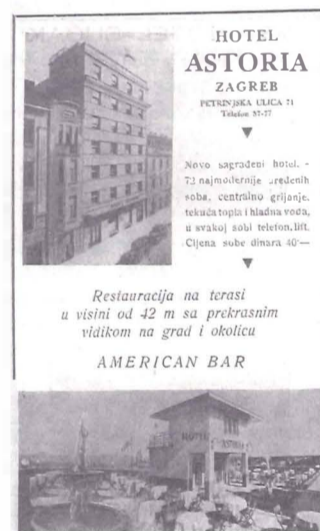 HOTEL
ASTORIA
ZAGREB
PETRINJSKA ULICA 71
Telefon 57-77
Novo sagrađeni hotel. -
72 najmodernije uređenih
soba, centralno grijanje,
tekuća topla i hladna voda,
u svakoj sobi telefon, lift.
Cijena sobe dinara 40'—
Restauracija na terasi
u visini od 42 m sa prekrasnim
vidikom na grad i okolicu
AMERICAN BAR
HOTEL ASTORIA